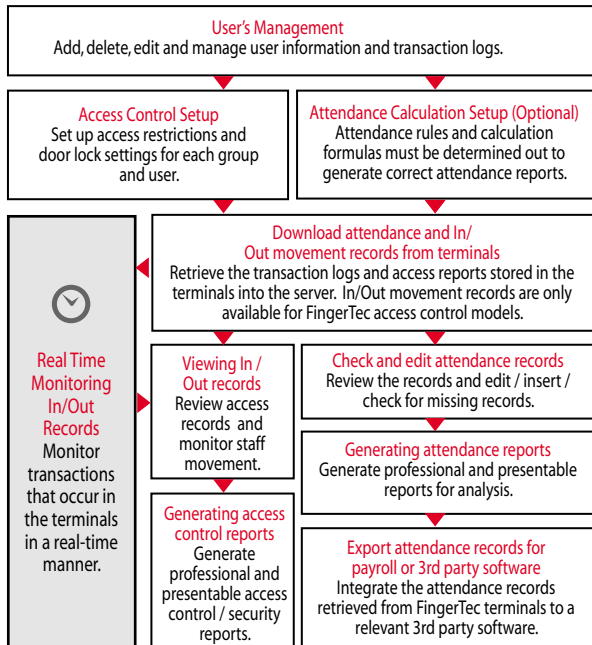 User's Management
Add, delete, edit and manage user information and transaction logs.
Access Control Setup
Set up access restrictions and
door lock settings for each group
and user.
Attendance Calculation Setup (Optional)
Attendance rules and calculation
formulas must be determined out to
generate correct attendance reports.
Download attendance and In/
Out movement records from terminals
Retrieve the transaction logs and access reports stored in the
terminals into the server. In/Out movement records are only
available for FingerTec access control models.
Real Time
Monitoring
In/Out
Records
Monitor
transactions
that occur in
the terminals
in a real-time
manner.
Viewing In /
Out records
Review access
records and
monitor staff
movement.
Check and edit attendance records
Review the records and edit / insert /
check for missing records.
Generating attendance reports
Generate professional and presentable
reports for analysis.
Generating access
control reports
Generate
professional and
presentable access
control / security
reports.
Export attendance records for
payroll or 3rd party software
Integrate the attendance records
retrieved from FingerTec terminals to a
relevant 3rd party software.